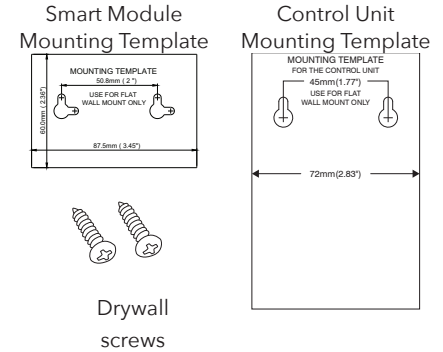 Smart Module
Mounting Template
MOUNTING TEMPLATE
50.8mm ( 2 ")
USE FOR FLAT
WALL MOUNT ONLY
60.0mm ( 2.36")
87.5mm ( 3.45")
Drywall
screws
Control Unit
Mounting Template
MOUNTING TEMPLATE
FOR THE CONTROL UNIT
45mm(1.77")
USE FOR FLAT
WALL MOUNT ONLY
72mm(2.83")